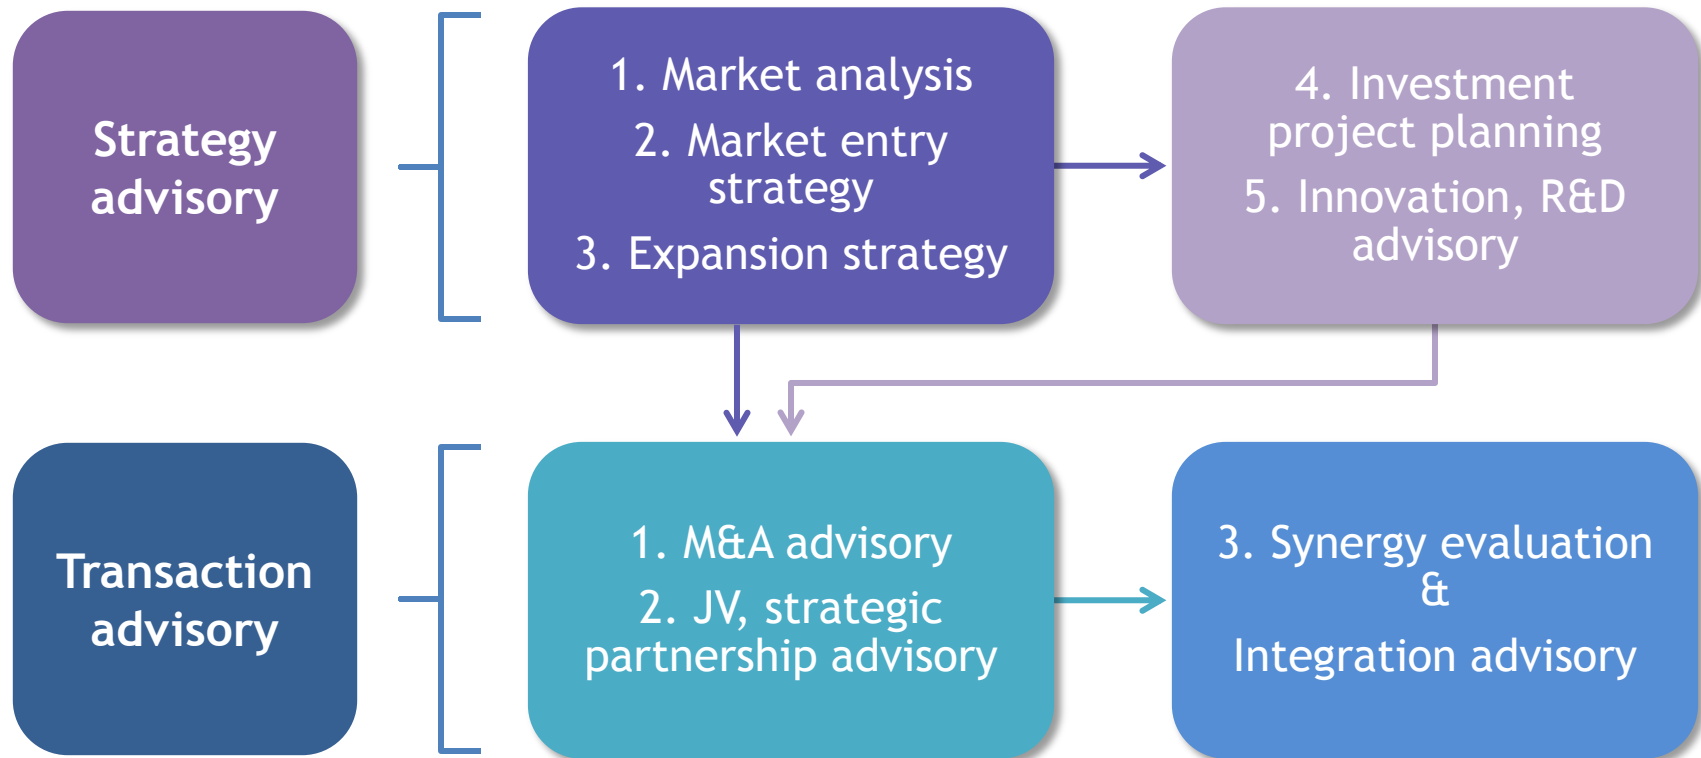 Strategy
advisory
1. Market analysis
2. Market entry
strategy
3. Expansion strategy
4. Investment
project planning
5. Innovation, R&D
advisory
Transaction
advisory
1. M&A advisory
2. JV, strategic
partnership advisory
3. Synergy evaluation
&
Integration advisory